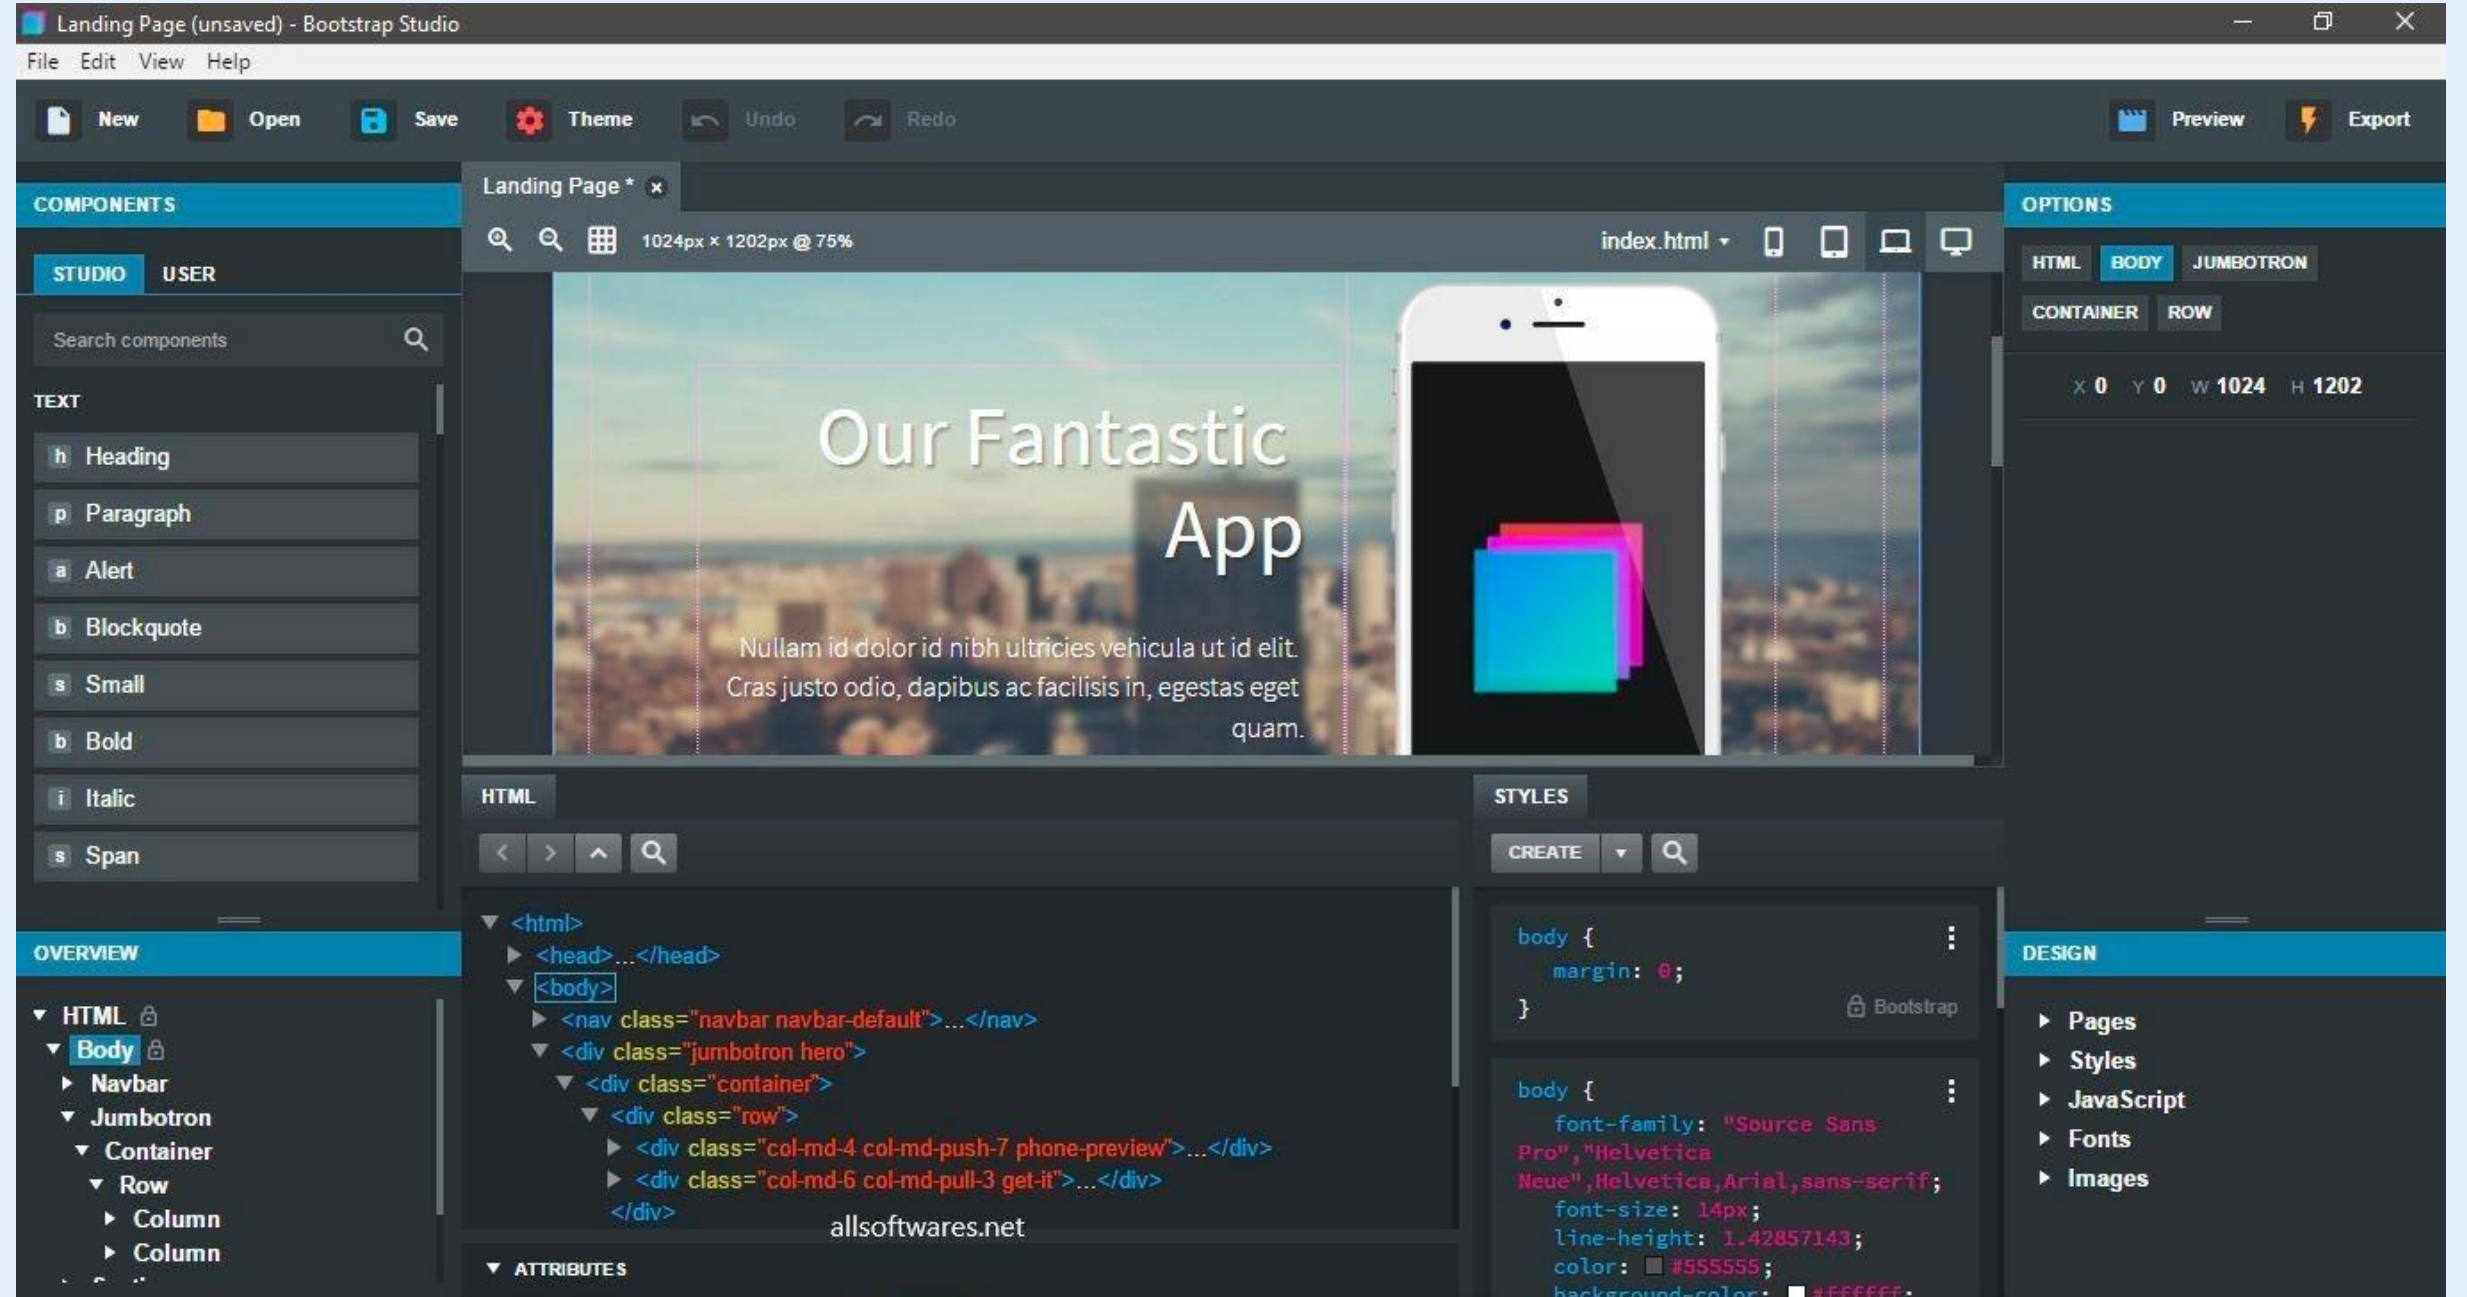 Landing Page (unsaved) - Bootstrap Studio
File Edit View Help
New Open Save Theme Undo Redo Preview Export
COMPONENTS
STUDIO USER
Search components
TEXT
h Heading
p Paragraph
a Alert
b Blockquote
s Small
b Bold
i Italic
s Span
OVERVIEW
HTML
Body
Navbar
Jumbotron
Container
Row
Column
Column
Landing Page *
1024px × 1202px @ 75%
index.html
Our Fantastic
App
Nullam id dolor id nibh ultricies vehicula ut id elit.
Cras justo odio, dapibus ac facilisis in, egestas eget
quam.
HTML
<html>
<head>...</head>
<body>
<nav class="navbar navbar-default">...</nav>
<div class="jumbotron hero">
<div class="container">
<div class="row">
<div class="col-md-4 col-md-push-7 phone-preview">...</div>
<div class="col-md-6 col-md-pull-3 get-it">...</div>
</div>
allsoftwares.net
ATTRIBUTES
STYLES
CREATE
body {
margin: 0;
}
Bootstrap
body {
font-family: "Source Sans
Pro","Helvetica
Neue",Helvetica,Arial,sans-serif;
font-size: 14px;
line-height: 1.42857143;
color: #555555;
background-color: #ffffff;
OPTIONS
HTML BODY JUMBOTRON
CONTAINER ROW
X 0 Y 0 W 1024 H 1202
DESIGN
Pages
Styles
JavaScript
Fonts
Images